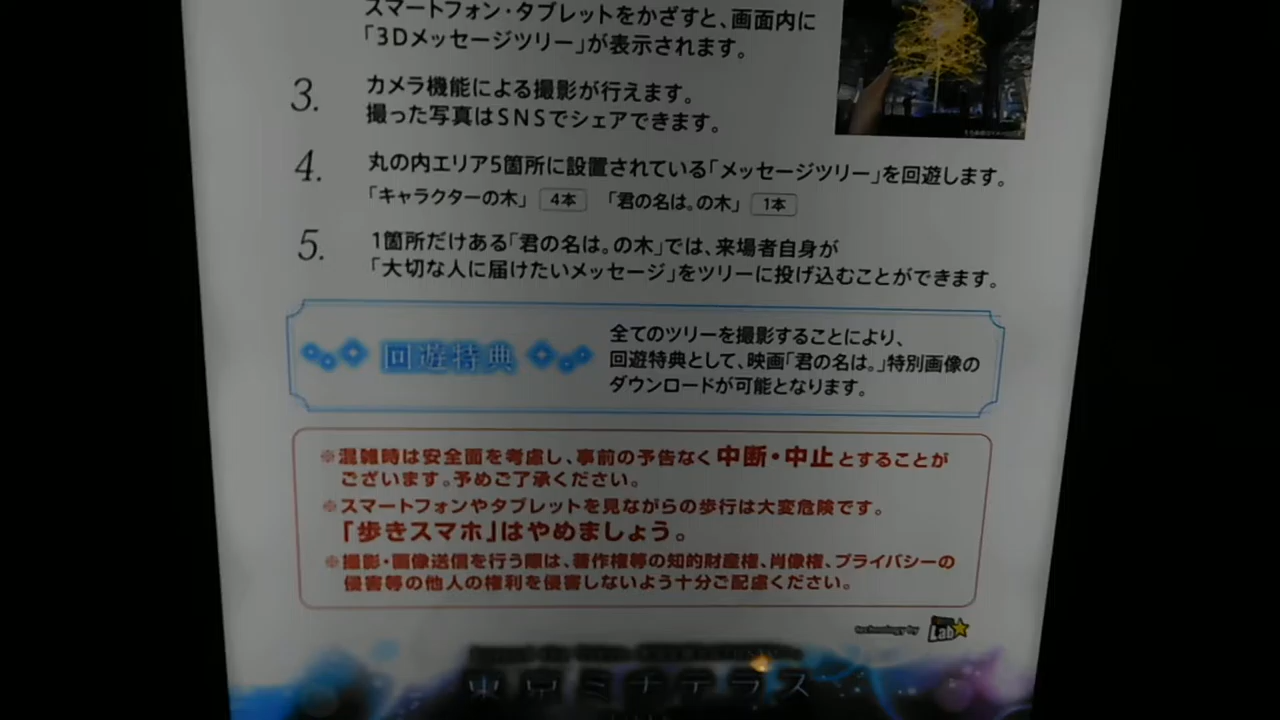 スマートフォン・タブレットをかざすと、画面内に
「3Dメッセージツリー」が表示されます。
3. カメラ機能による撮影が行えます。
撮った写真はSNSでシェアできます。
4. 丸の内エリア5箇所に設置されている「メッセージツリー」を回遊します。
「キャラクターの木」 4本 「君の名は。の木」 1本
5. 1箇所だけある「君の名は。の木」では、来場者自身が
「大切な人に届けたいメッセージ」をツリーに投げ込むことができます。
回遊特典
全てのツリーを撮影することにより、
回遊特典として、映画「君の名は。」特別画像の
ダウンロードが可能となります。
※混雑時は安全面を考慮し、事前の予告なく中断・中止とすることが
ございます。予めご了承ください。
※スマートフォンやタブレットを見ながらの歩行は大変危険です。
「歩きスマホ」はやめましょう。
※撮影・画像送信を行う際は、著作権等の知的財産権、肖像権、プライバシーの
侵害等の他人の権利を侵害しないよう十分ご配慮ください。
technology by
Lab
東京ミチテラス